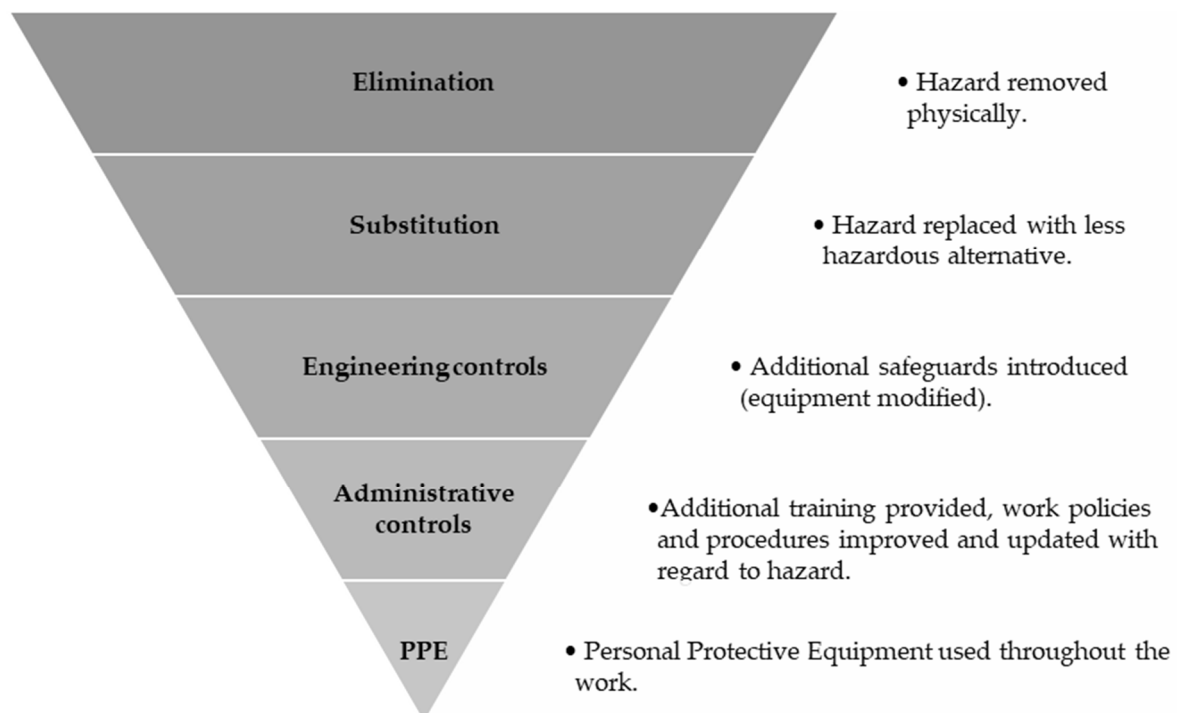 Elimination
• Hazard removed
physically.
Substitution
• Hazard replaced with less
hazardous alternative.
Engineering controls
• Additional safeguards introduced
(equipment modified).
Administrative
controls
•Additional training provided, work policies
and procedures improved and updated with
regard to hazard.
PPE
• Personal Protective Equipment used throughout the
work.